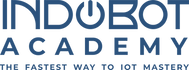 INDOBOT
ACADEMY
THE FASTEST WAY TO IOT MASTERY